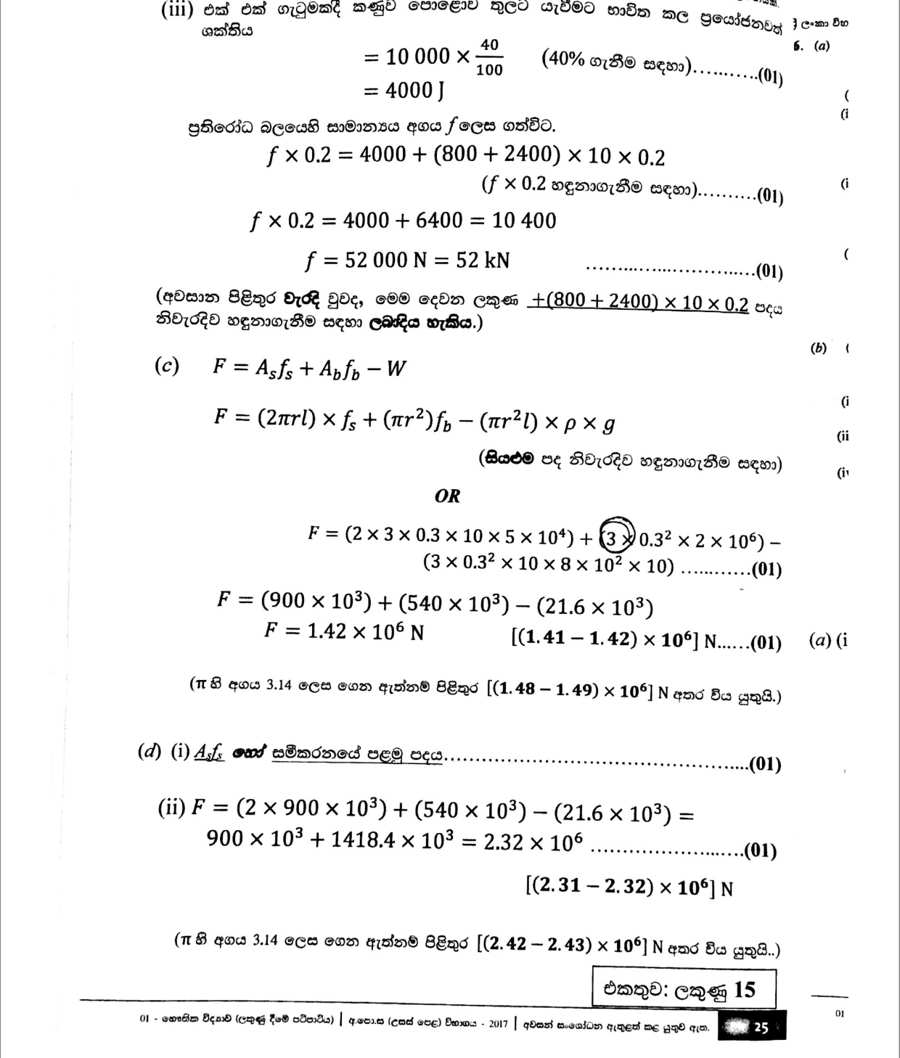 (iii) එක් එක් ගැටුමකදී කණුව පොළොව තුලට යැවීමට භාවිත කල ප්‍රයෝජනවත්
ශක්තිය
= 10 000 × 40/100 (40% ගැනීම සඳහා)...........(01)
= 4000 J
ප්‍රතිරෝධ බලයෙහි සාමාන්‍යය අගය f ලෙස ගත්විට.
f × 0.2 = 4000 + (800 + 2400) × 10 × 0.2
(f × 0.2 හඳුනාගැනීම සඳහා)..........(01)
f × 0.2 = 4000 + 6400 = 10 400
f = 52 000 N = 52 kN ............................(01)
(අවසාන පිළිතුර වැරදි වුවද, මෙම දෙවන ලකුණ +(800 + 2400) × 10 × 0.2 පදය
නිවැරදිව හඳුනාගැනීම සඳහා ලබාදිය හැකිය.)
(c) F = Aₛfₛ + A_b f_b − W
F = (2πrl) × fₛ + (πr²)f_b − (πr²l) × ρ × g
(සියළුම පද නිවැරදිව හඳුනාගැනීම සඳහා)
OR
F = (2 × 3 × 0.3 × 10 × 5 × 10⁴) + (3 × 0.3² × 2 × 10⁶) −
(3 × 0.3² × 10 × 8 × 10² × 10) ............(01)
F = (900 × 10³) + (540 × 10³) − (21.6 × 10³)
F = 1.42 × 10⁶ N [(1.41 − 1.42) × 10⁶] N......(01)
(π හි අගය 3.14 ලෙස ගෙන ඇත්නම් පිළිතුර [(1.48 − 1.49) × 10⁶] N අතර විය යුතුයි.)
(d) (i) Aₛfₛ හෝ සමීකරනයේ පළමු පදය..................................................(01)
(ii) F = (2 × 900 × 10³) + (540 × 10³) − (21.6 × 10³) =
900 × 10³ + 1418.4 × 10³ = 2.32 × 10⁶ .........................(01)
[(2.31 − 2.32) × 10⁶] N
(π හි අගය 3.14 ලෙස ගෙන ඇත්නම් පිළිතුර [(2.42 − 2.43) × 10⁶] N අතර විය යුතුයි..)
එකතුව: ලකුණු 15
01 - භෞතික විද්‍යාව (ලකුණු දීමේ පටිපාටිය) | අ.පො.ස (උසස් පෙළ) විභාගය - 2017 | අවසන් සංශෝධන ඇතුළත් කළ යුතුව ඇත. 25
ලංකා විභ
6. (a)
(
(i
(i
(
(b) (
(i
(ii
(iv
(a) (i
01